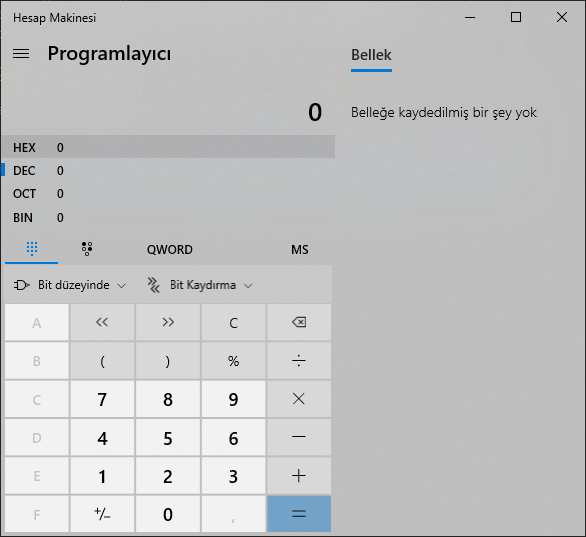 Hesap Makinesi
Programlayıcı
Bellek
0
Belleğe kaydedilmiş bir şey yok
HEX 0
DEC 0
OCT 0
BIN 0
QWORD MS
Bit düzeyinde Bit Kaydırma
A << >> C
B ( ) % ÷
C 7 8 9 ×
D 4 5 6 −
E 1 2 3 +
F +/− 0 , =